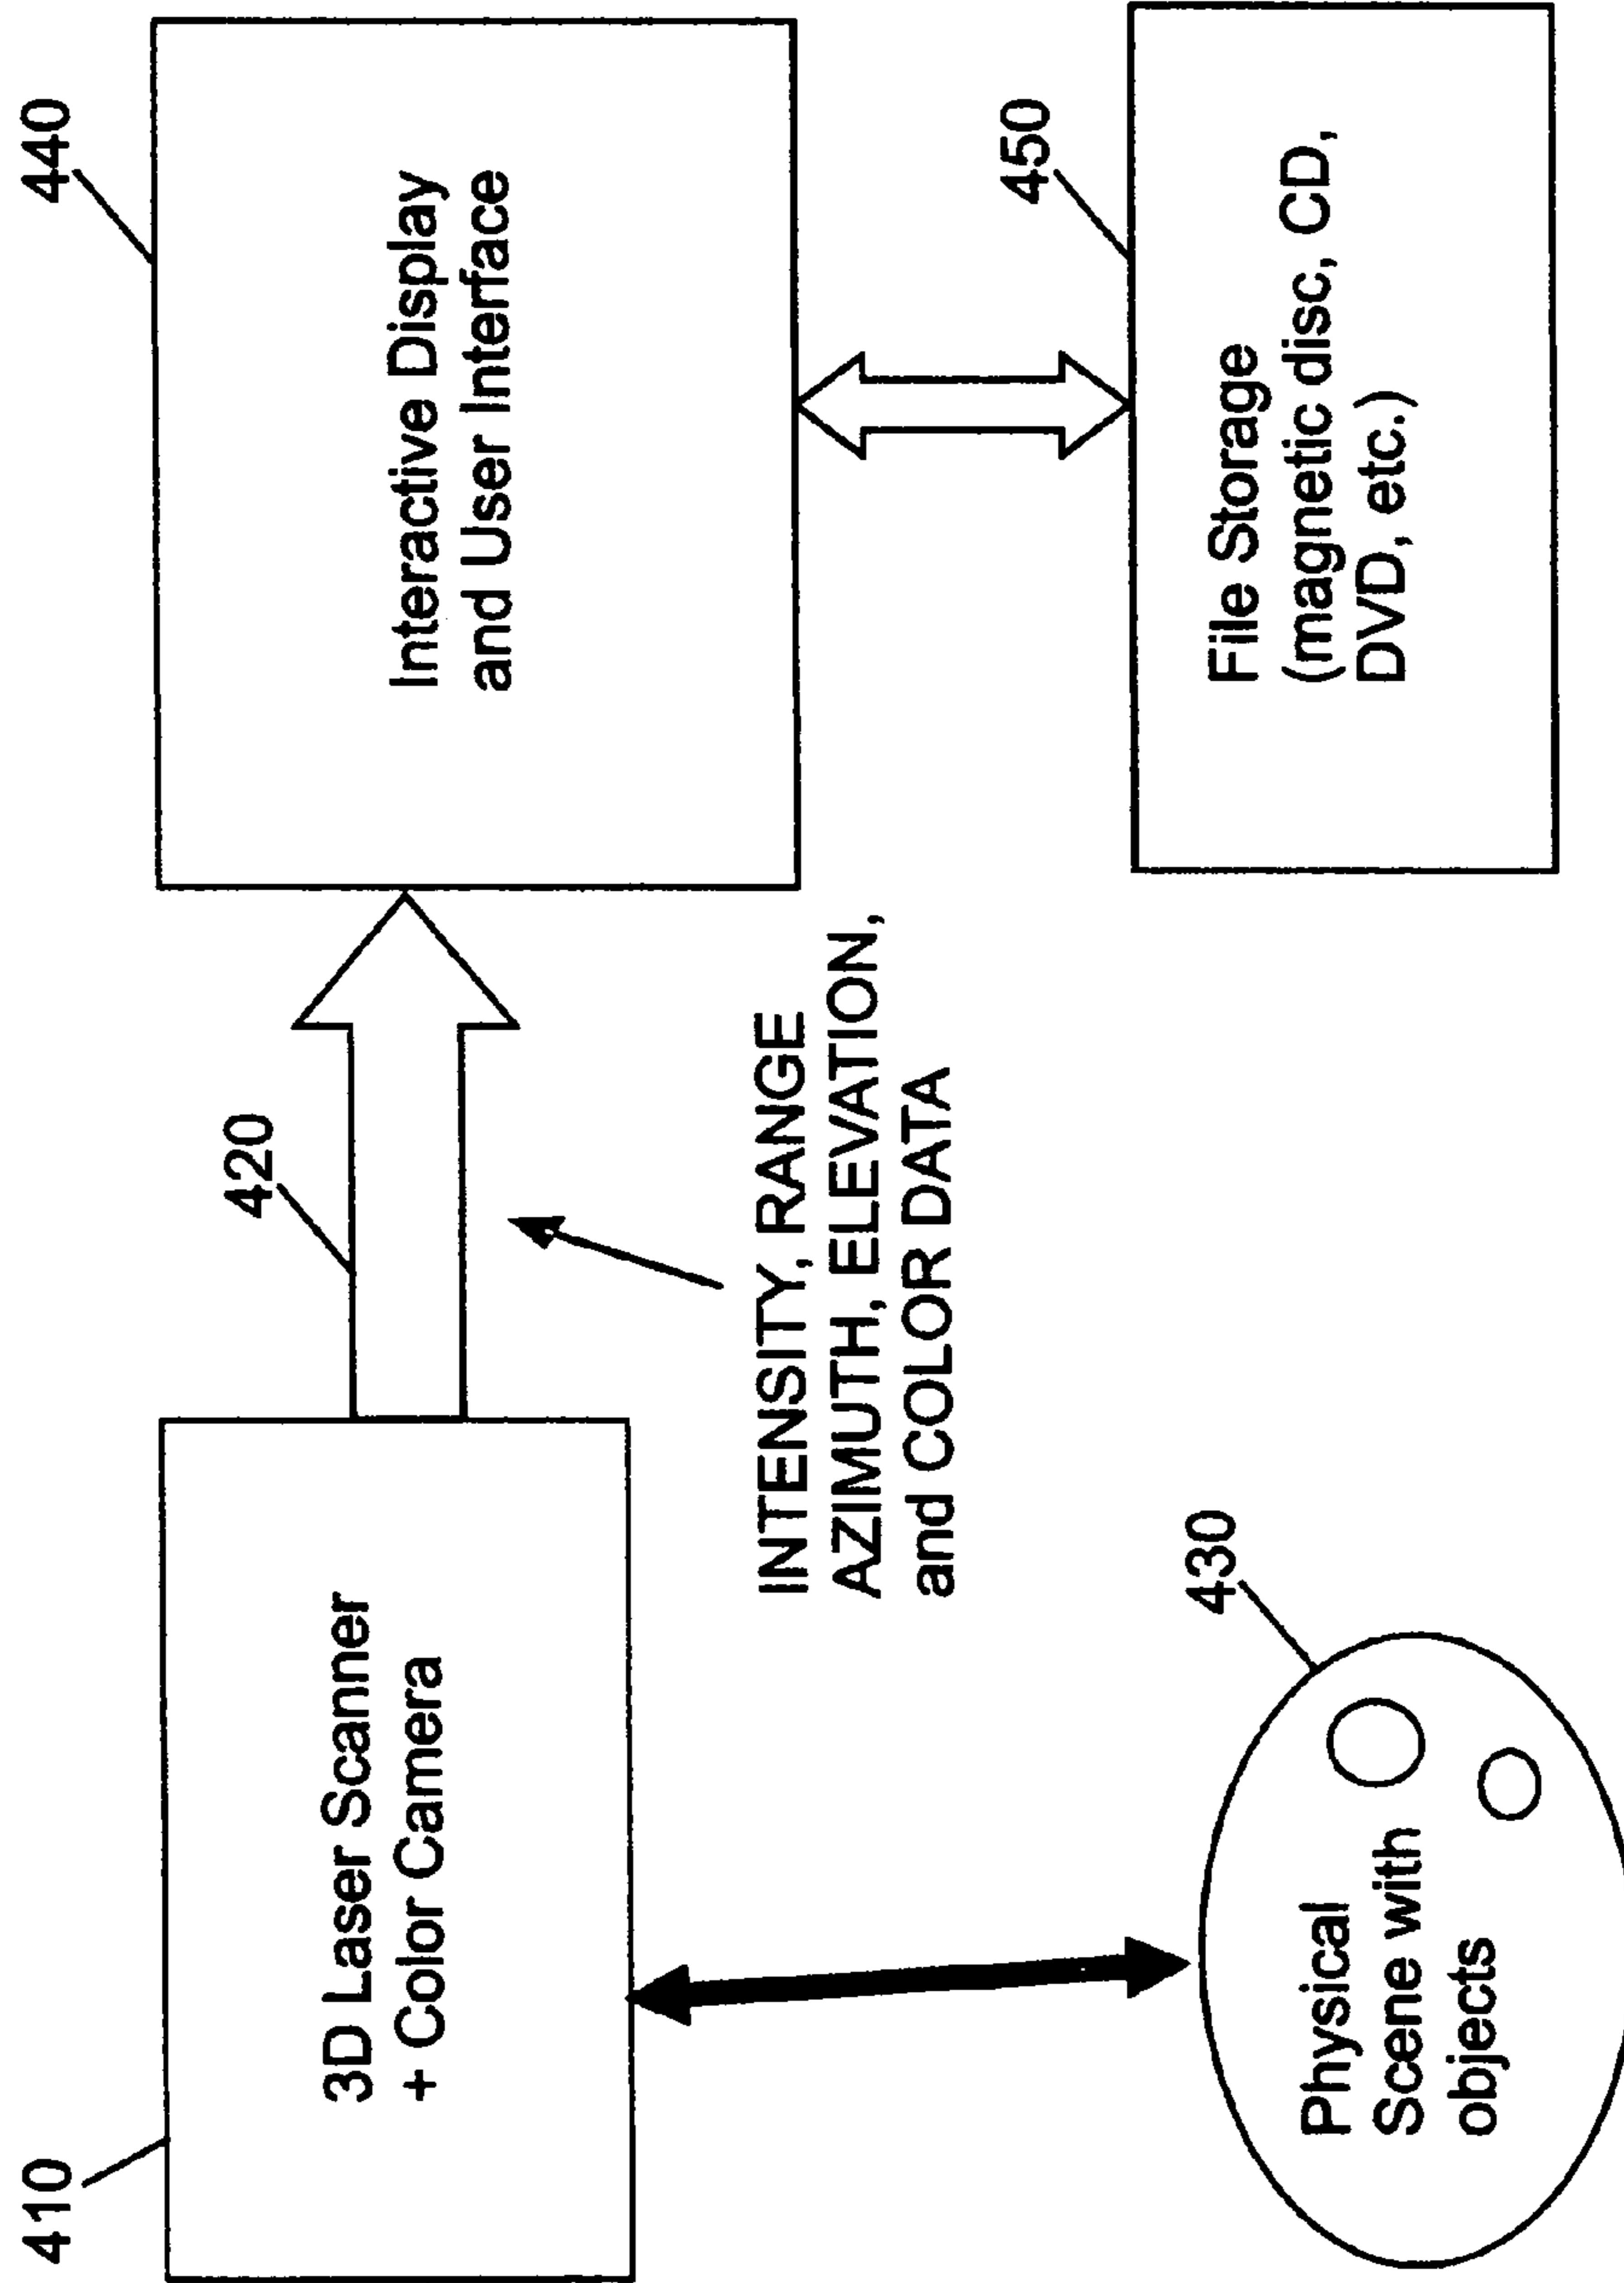 410
3D Laser Scanner
+ Color Camera
420
INTENSITY, RANGE
AZIMUTH, ELEVATION,
and COLOR DATA
430
Physical
Scene with
objects
440
Interactive Display
and User Interface
450
File Storage
(magnetic disc, CD,
DVD, etc.)